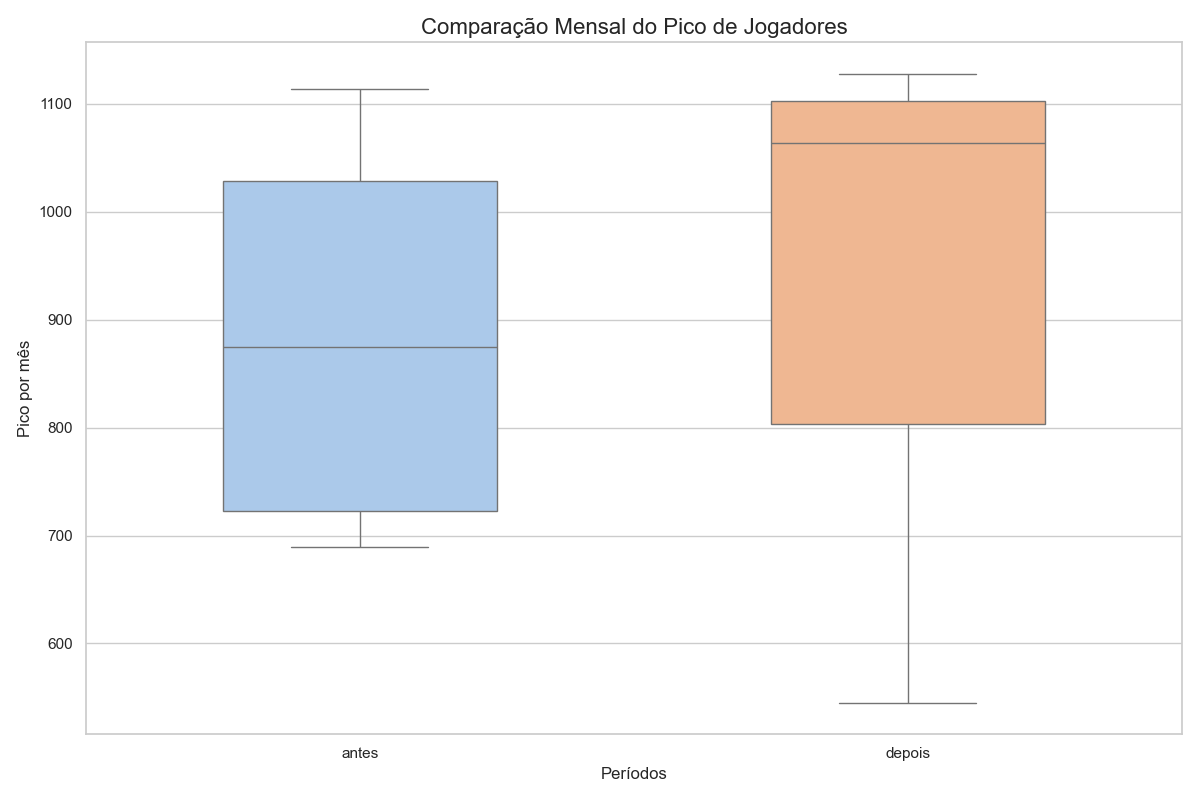 Comparação Mensal do Pico de Jogadores
1100
1000
900
800
700
600
Pico por mês
antes
depois
Períodos